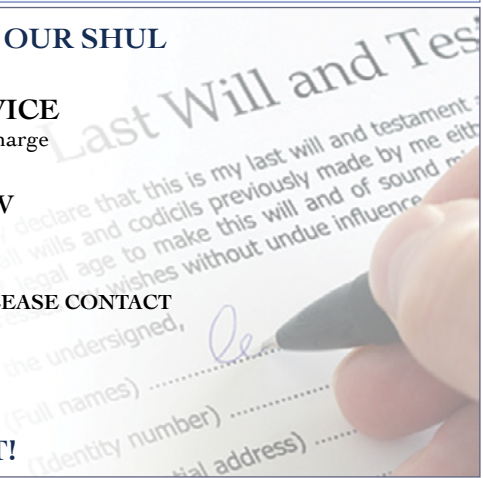 OUR SHUL
VICE
harge
Last Will and Tes
declare that this is my last will and testament
all wills and codicils previously made by me eith
legal age to make this will and of sound mi
wishes without undue influence
EASE CONTACT
the undersigned,
(Full names) ....................
(Identity number) ....................
ial address) ....................
T!